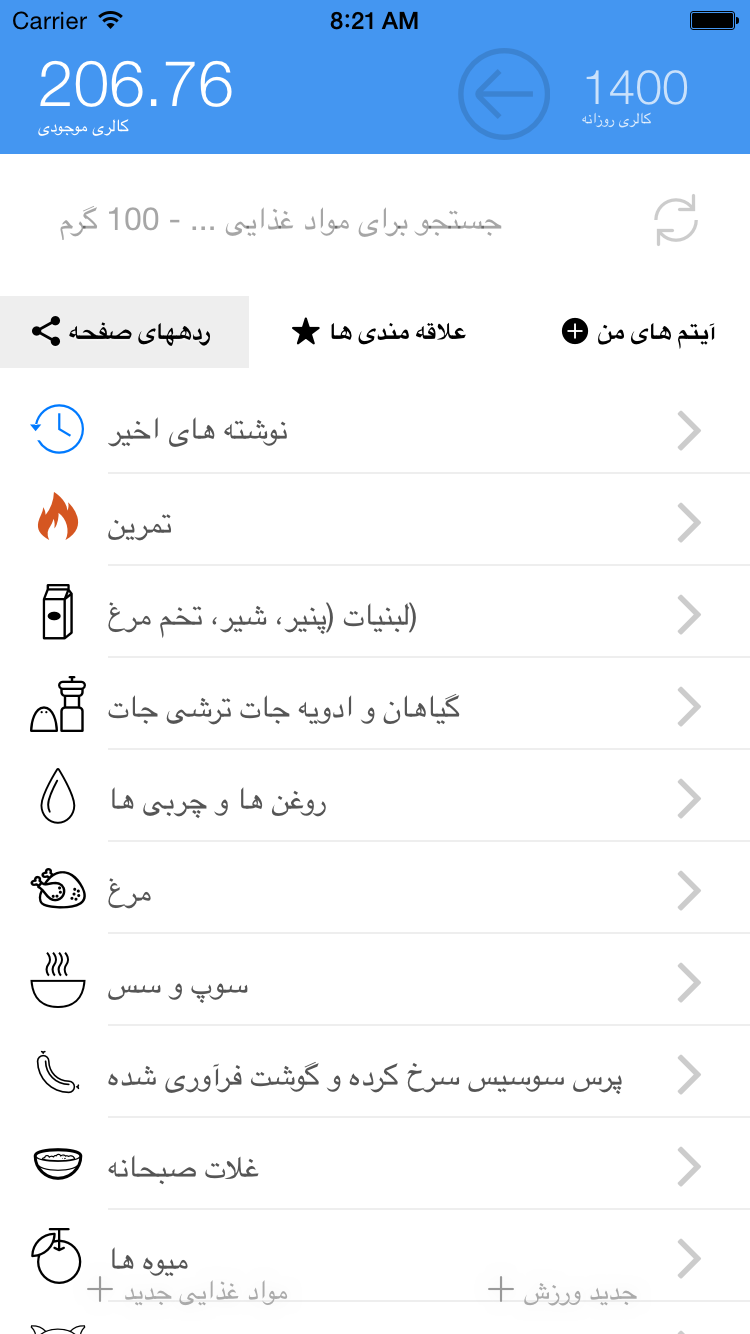 Carrier 8:21 AM
206.76
کالری موجودی
1400
کالری روزانه
جستجو برای مواد غذایی ... - 100 گرم
ردههای صفحه
علاقه مندی ها
آیتم های من
نوشته های اخیر
تمرین
(لبنیات (پنیر، شیر، تخم مرغ
گیاهان و ادویه جات ترشی جات
روغن ها و چربی ها
مرغ
سوپ و سس
پرس سوسیس سرخ کرده و گوشت فرآوری شده
غلات صبحانه
میوه ها
مواد غذایی جدید
جدید ورزش